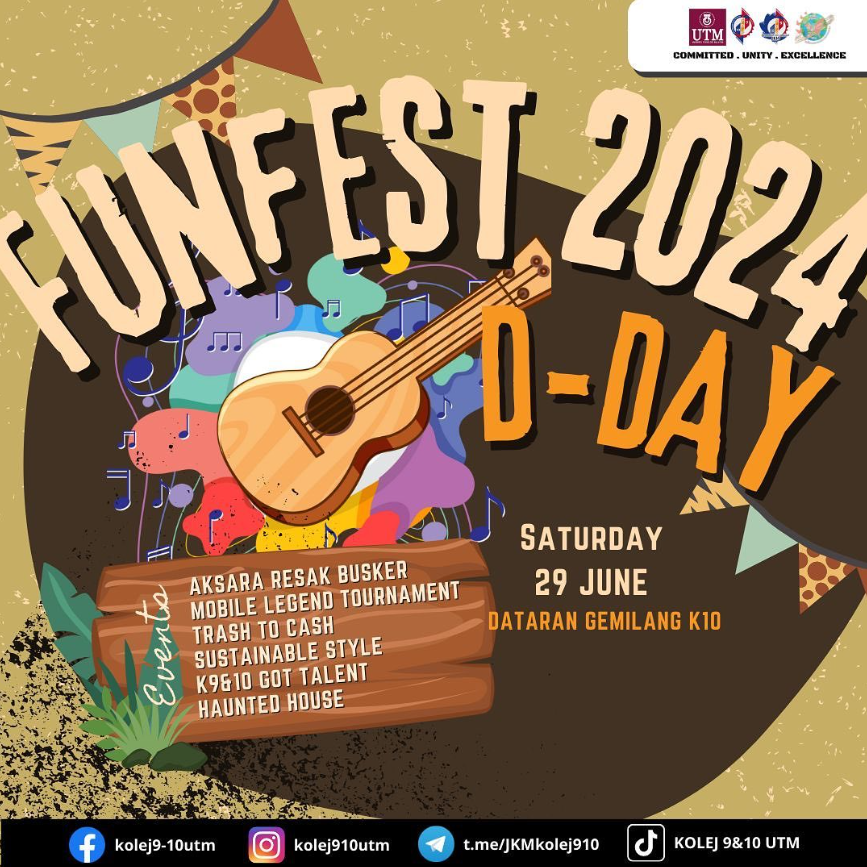 UTM
COMMITTED . UNITY . EXCELLENCE
FUNFEST 2024
D-DAY
SATURDAY
29 JUNE
DATARAN GEMILANG K10
Events
AKSARA RESAK BUSKER
MOBILE LEGEND TOURNAMENT
TRASH TO CASH
SUSTAINABLE STYLE
K9&10 GOT TALENT
HAUNTED HOUSE
kolej9-10utm
kolej910utm
t.me/JKMkolej910
KOLEJ 9&10 UTM